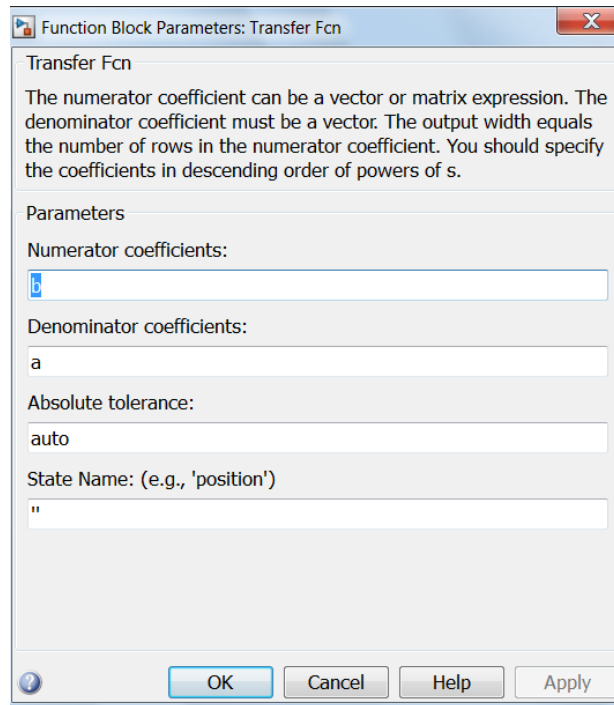 Function Block Parameters: Transfer Fcn
X
Transfer Fcn
The numerator coefficient can be a vector or matrix expression. The
denominator coefficient must be a vector. The output width equals
the number of rows in the numerator coefficient. You should specify
the coefficients in descending order of powers of s.
Parameters
Numerator coefficients:
b
Denominator coefficients:
a
Absolute tolerance:
auto
State Name: (e.g., 'position')
''
? OK Cancel Help Apply